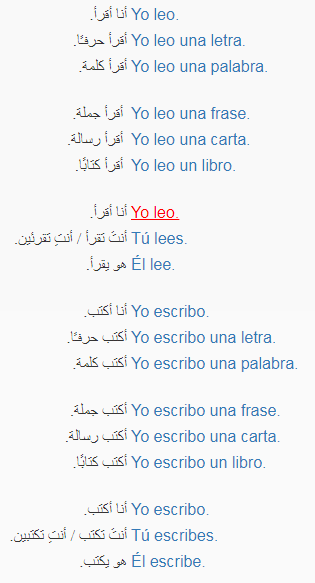 أنا أقرأ. Yo leo.
أقرأ حرفًا. Yo leo una letra.
أقرأ كلمة. Yo leo una palabra.
أقرأ جملة. Yo leo una frase.
أقرأ رسالة. Yo leo una carta.
أقرأ كتابًا. Yo leo un libro.
أنا أقرأ. Yo leo.
أنتَ تقرأ / أنتِ تقرئين. Tú lees.
هو يقرأ. Él lee.
أنا أكتب. Yo escribo.
أكتب حرفًا. Yo escribo una letra.
أكتب كلمة. Yo escribo una palabra.
أكتب جملة. Yo escribo una frase.
أكتب رسالة. Yo escribo una carta.
أكتب كتابًا. Yo escribo un libro.
أنا أكتب. Yo escribo.
أنتَ تكتب / أنتِ تكتبين. Tú escribes.
هو يكتب. Él escribe.